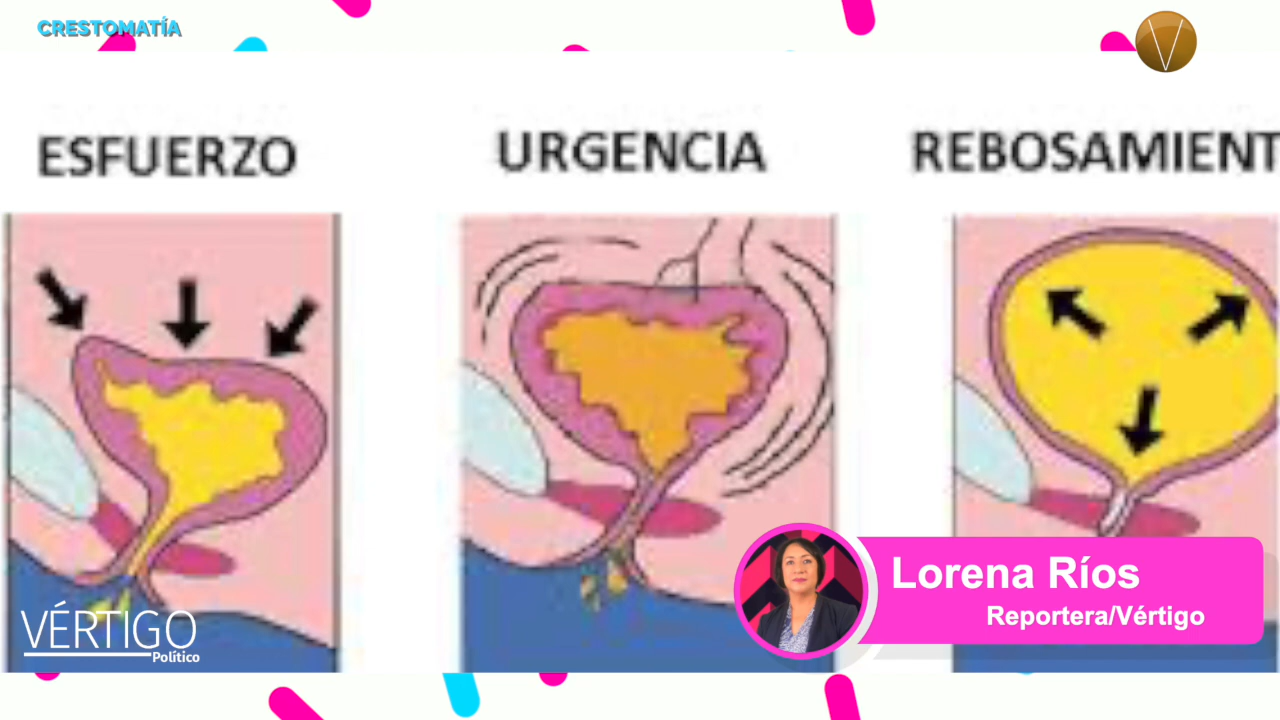 CRESTOMATÍA
V
ESFUERZO
URGENCIA
REBOSAMIENT
Lorena Ríos
Reportera/Vértigo
VÉRTIGO
Político